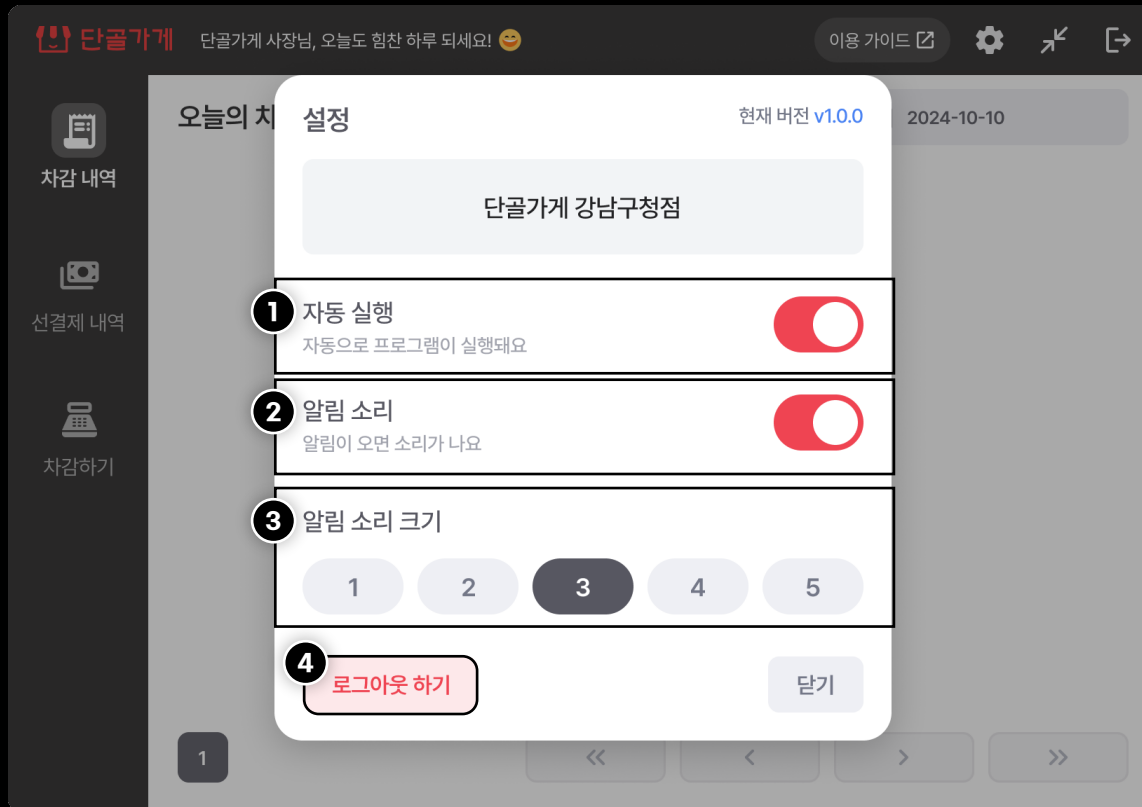 단골가게 단골가게 사장님, 오늘도 힘찬 하루 되세요! 😄 이용 가이드
오늘의 차
2024-10-10
차감 내역
선결제 내역
차감하기
설정 현재 버전 v1.0.0
단골가게 강남구청점
1 자동 실행
자동으로 프로그램이 실행돼요
2 알림 소리
알림이 오면 소리가 나요
3 알림 소리 크기
1 2 3 4 5
4 로그아웃 하기 닫기
1